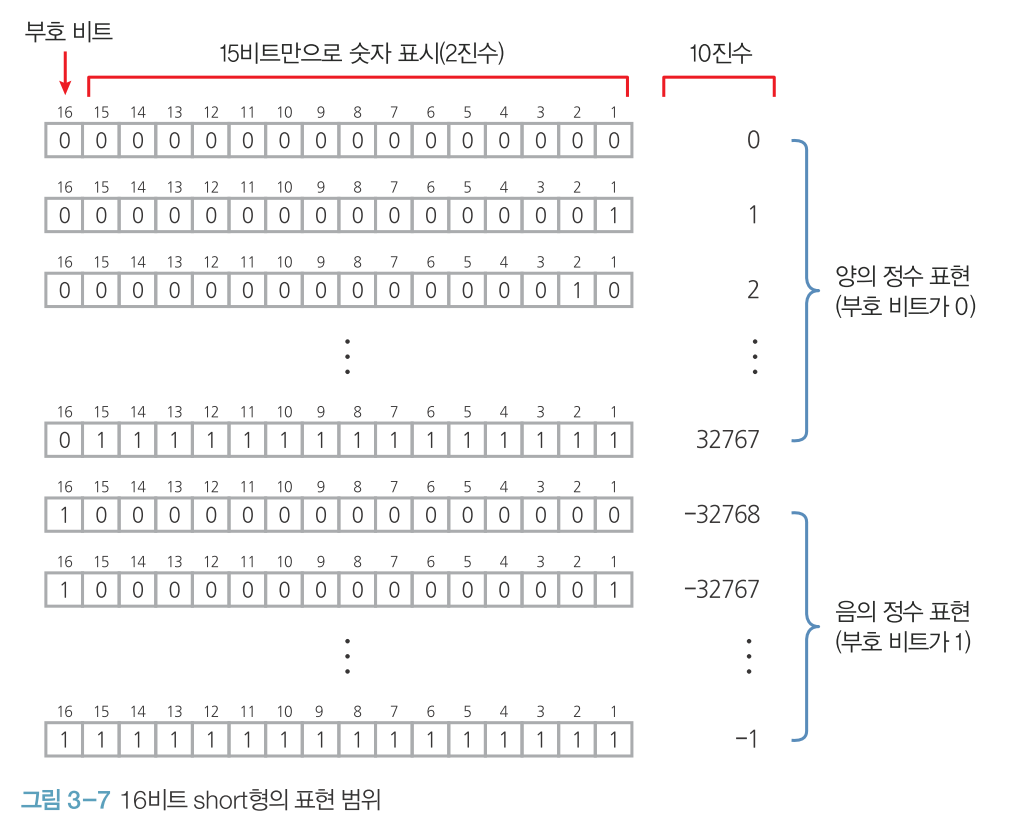 부호 비트
15비트만으로 숫자 표시(2진수) 10진수
16 15 14 13 12 11 10 9 8 7 6 5 4 3 2 1
0 0 0 0 0 0 0 0 0 0 0 0 0 0 0 0 0
16 15 14 13 12 11 10 9 8 7 6 5 4 3 2 1
0 0 0 0 0 0 0 0 0 0 0 0 0 0 0 1 1
16 15 14 13 12 11 10 9 8 7 6 5 4 3 2 1
0 0 0 0 0 0 0 0 0 0 0 0 0 0 1 0 2
양의 정수 표현
(부호 비트가 0)
16 15 14 13 12 11 10 9 8 7 6 5 4 3 2 1
0 1 1 1 1 1 1 1 1 1 1 1 1 1 1 1 32767
16 15 14 13 12 11 10 9 8 7 6 5 4 3 2 1
1 0 0 0 0 0 0 0 0 0 0 0 0 0 0 0 -32768
16 15 14 13 12 11 10 9 8 7 6 5 4 3 2 1
1 0 0 0 0 0 0 0 0 0 0 0 0 0 0 1 -32767
음의 정수 표현
(부호 비트가 1)
16 15 14 13 12 11 10 9 8 7 6 5 4 3 2 1
1 1 1 1 1 1 1 1 1 1 1 1 1 1 1 1 -1
그림 3-7 16비트 short형의 표현 범위